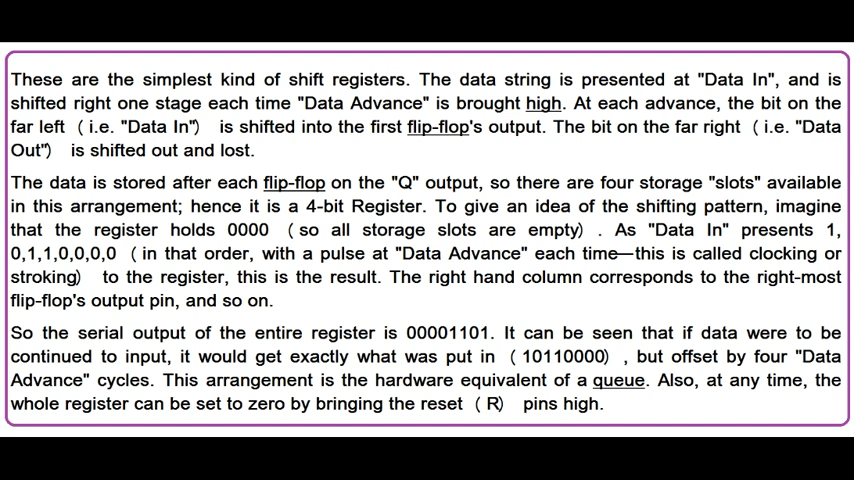 These are the simplest kind of shift registers. The data string is presented at "Data In", and is
shifted right one stage each time "Data Advance" is brought high. At each advance, the bit on the
far left ( i.e. "Data In") is shifted into the first flip-flop's output. The bit on the far right ( i.e. "Data
Out") is shifted out and lost.
The data is stored after each flip-flop on the "Q" output, so there are four storage "slots" available
in this arrangement; hence it is a 4-bit Register. To give an idea of the shifting pattern, imagine
that the register holds 0000 ( so all storage slots are empty) . As "Data In" presents 1,
0,1,1,0,0,0,0 ( in that order, with a pulse at "Data Advance" each time—this is called clocking or
stroking) to the register, this is the result. The right hand column corresponds to the right-most
flip-flop's output pin, and so on.
So the serial output of the entire register is 00001101. It can be seen that if data were to be
continued to input, it would get exactly what was put in ( 10110000) , but offset by four "Data
Advance" cycles. This arrangement is the hardware equivalent of a queue. Also, at any time, the
whole register can be set to zero by bringing the reset ( R) pins high.